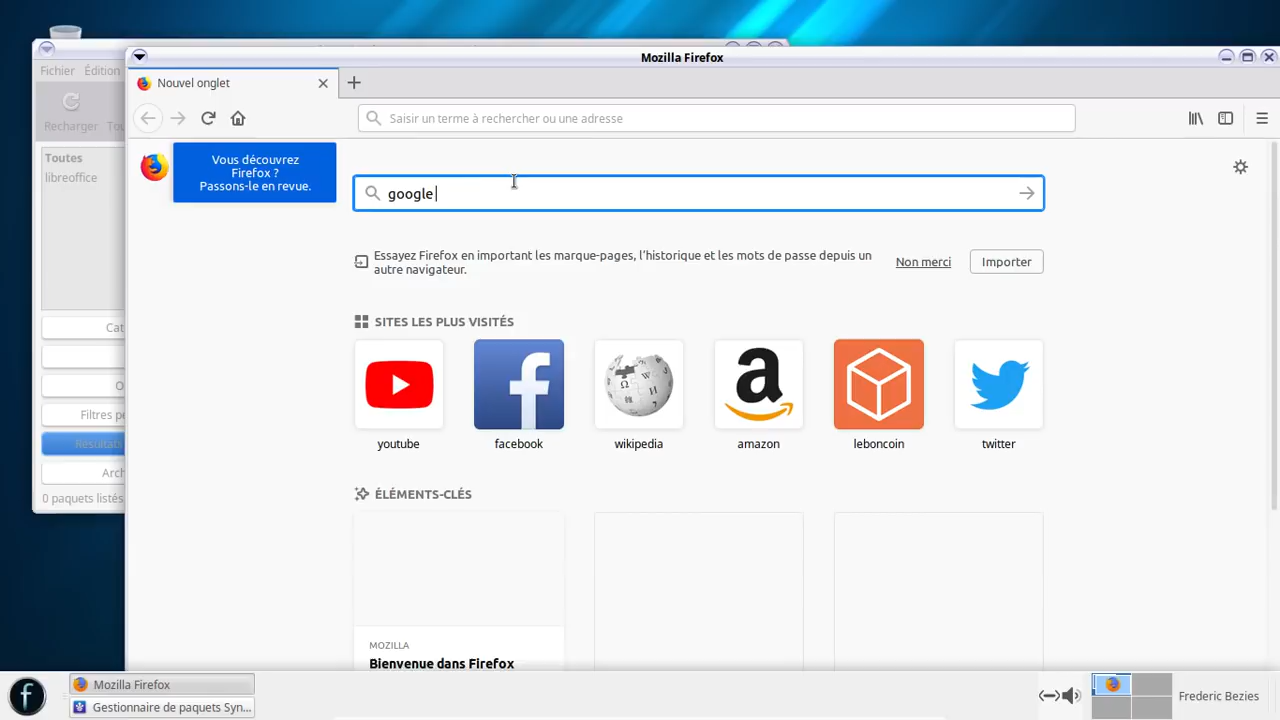 Mozilla Firefox
Fichier Édition
Nouvel onglet
Saisir un terme à rechercher ou une adresse
Recharger
Vous découvrez
Firefox ?
Passons-le en revue.
Toutes
libreoffice
google
Essayez Firefox en important les marque-pages, l'historique et les mots de passe depuis un
autre navigateur.
Non merci
Importer
SITES LES PLUS VISITÉS
youtube
facebook
wikipedia
amazon
leboncoin
twitter
0 paquets listés
ÉLÉMENTS-CLÉS
MOZILLA
Bienvenue dans Firefox
Mozilla Firefox
Gestionnaire de paquets Syn...
Frederic Bezies